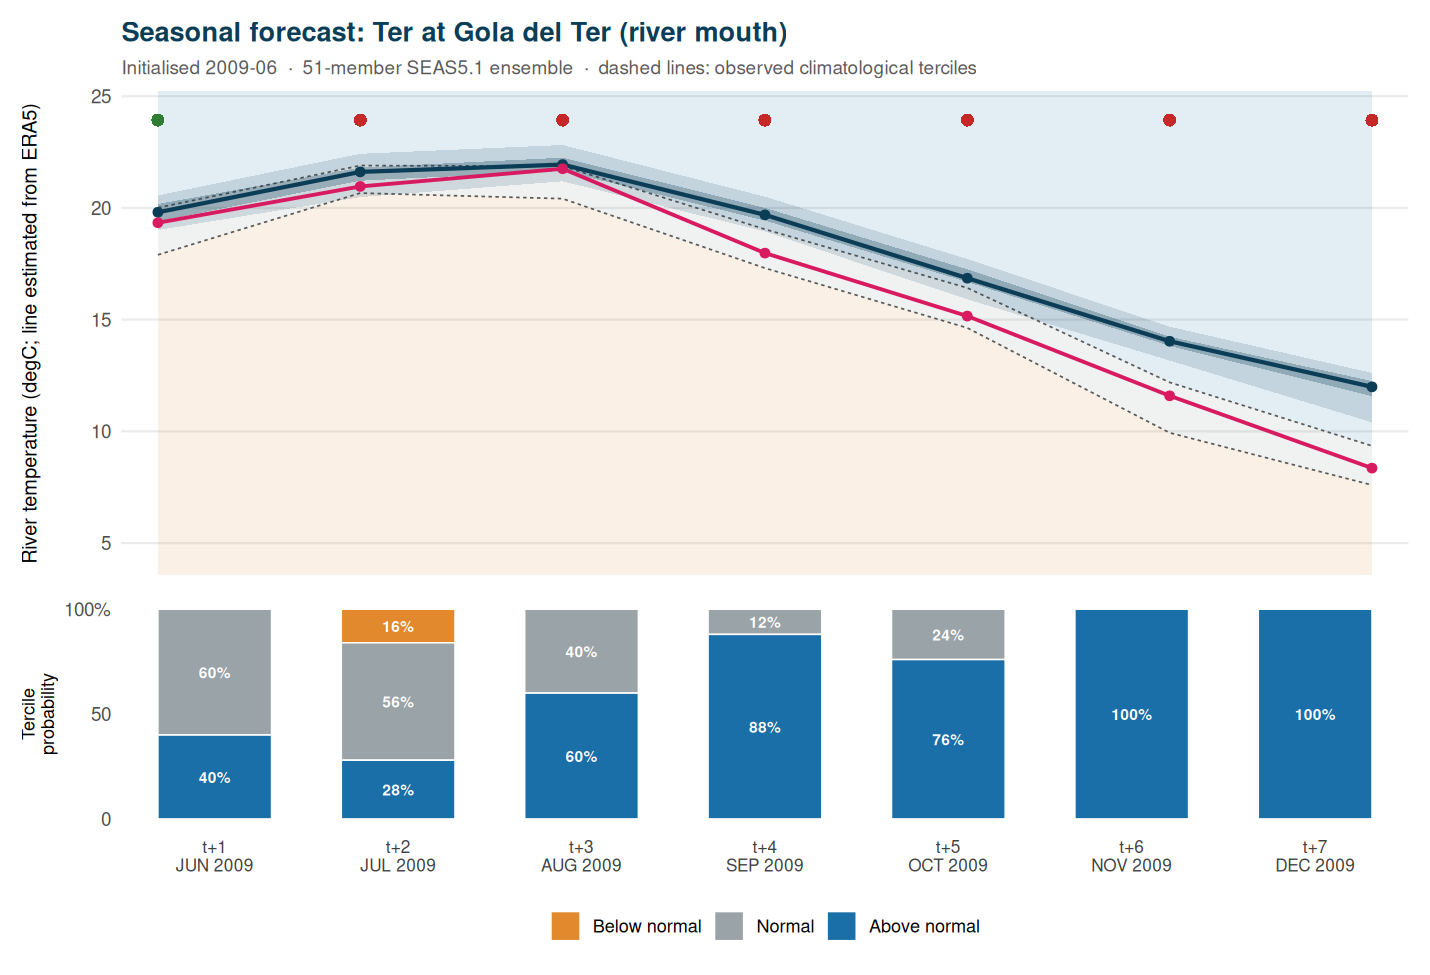 Seasonal forecast: Ter at Gola del Ter (river mouth)
Initialised 2009-06 · 51-member SEAS5.1 ensemble · dashed lines: observed climatological terciles
River temperature (degC; line estimated from ERA5)
25
20
15
10
5
Tercile
probability
100%
50
0
60%
40%
16%
56%
28%
40%
60%
12%
88%
24%
76%
100%
100%
t+1
JUN 2009
t+2
JUL 2009
t+3
AUG 2009
t+4
SEP 2009
t+5
OCT 2009
t+6
NOV 2009
t+7
DEC 2009
Below normal
Normal
Above normal